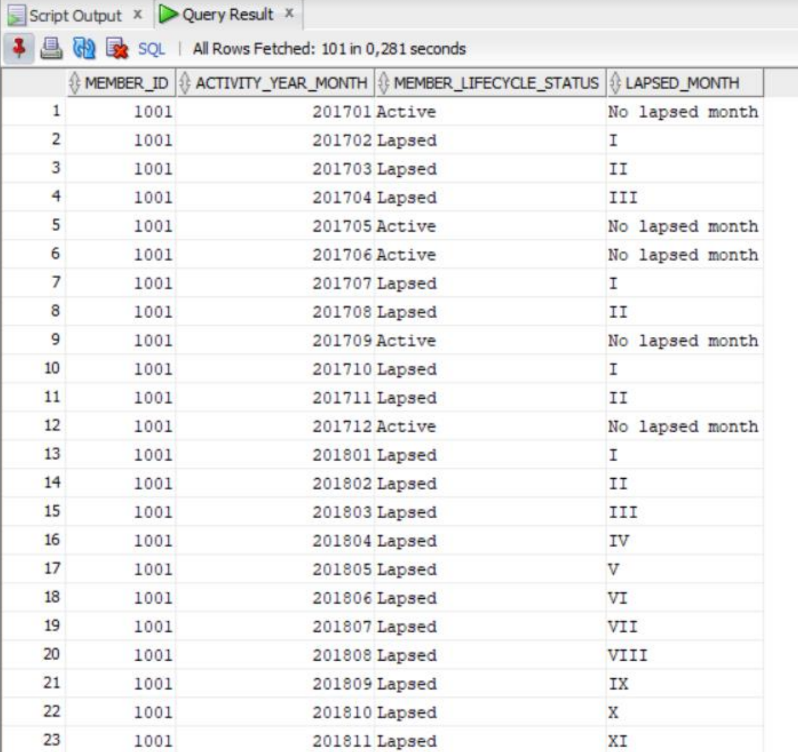 Script Output x Query Result x
SQL | All Rows Fetched: 101 in 0,281 seconds
MEMBER_ID ACTIVITY_YEAR_MONTH MEMBER_LIFECYCLE_STATUS LAPSED_MONTH
1 1001 201701 Active No lapsed month
2 1001 201702 Lapsed I
3 1001 201703 Lapsed II
4 1001 201704 Lapsed III
5 1001 201705 Active No lapsed month
6 1001 201706 Active No lapsed month
7 1001 201707 Lapsed I
8 1001 201708 Lapsed II
9 1001 201709 Active No lapsed month
10 1001 201710 Lapsed I
11 1001 201711 Lapsed II
12 1001 201712 Active No lapsed month
13 1001 201801 Lapsed I
14 1001 201802 Lapsed II
15 1001 201803 Lapsed III
16 1001 201804 Lapsed IV
17 1001 201805 Lapsed V
18 1001 201806 Lapsed VI
19 1001 201807 Lapsed VII
20 1001 201808 Lapsed VIII
21 1001 201809 Lapsed IX
22 1001 201810 Lapsed X
23 1001 201811 Lapsed XI